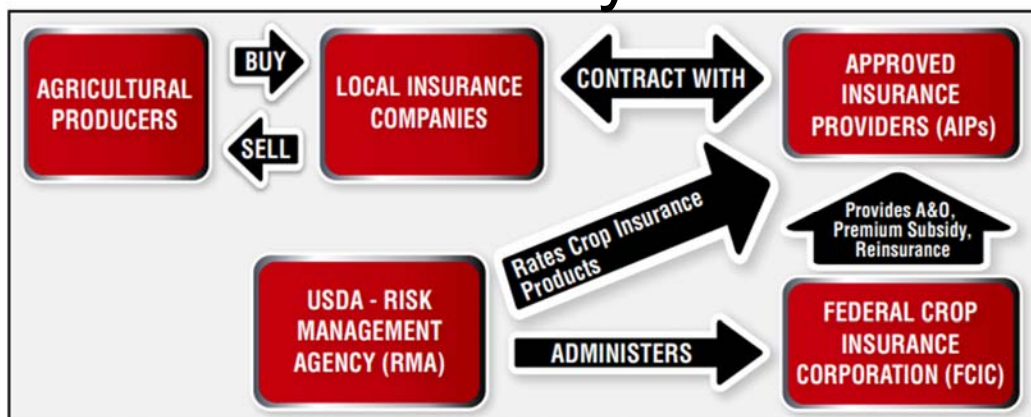 AGRICULTURAL
PRODUCERS
BUY
SELL
LOCAL INSURANCE
COMPANIES
CONTRACT WITH
APPROVED
INSURANCE
PROVIDERS (AIPs)
Rates Crop Insurance
Products
Provides A&O,
Premium Subsidy,
Reinsurance
USDA - RISK
MANAGEMENT
AGENCY (RMA)
ADMINISTERS
FEDERAL CROP
INSURANCE
CORPORATION (FCIC)